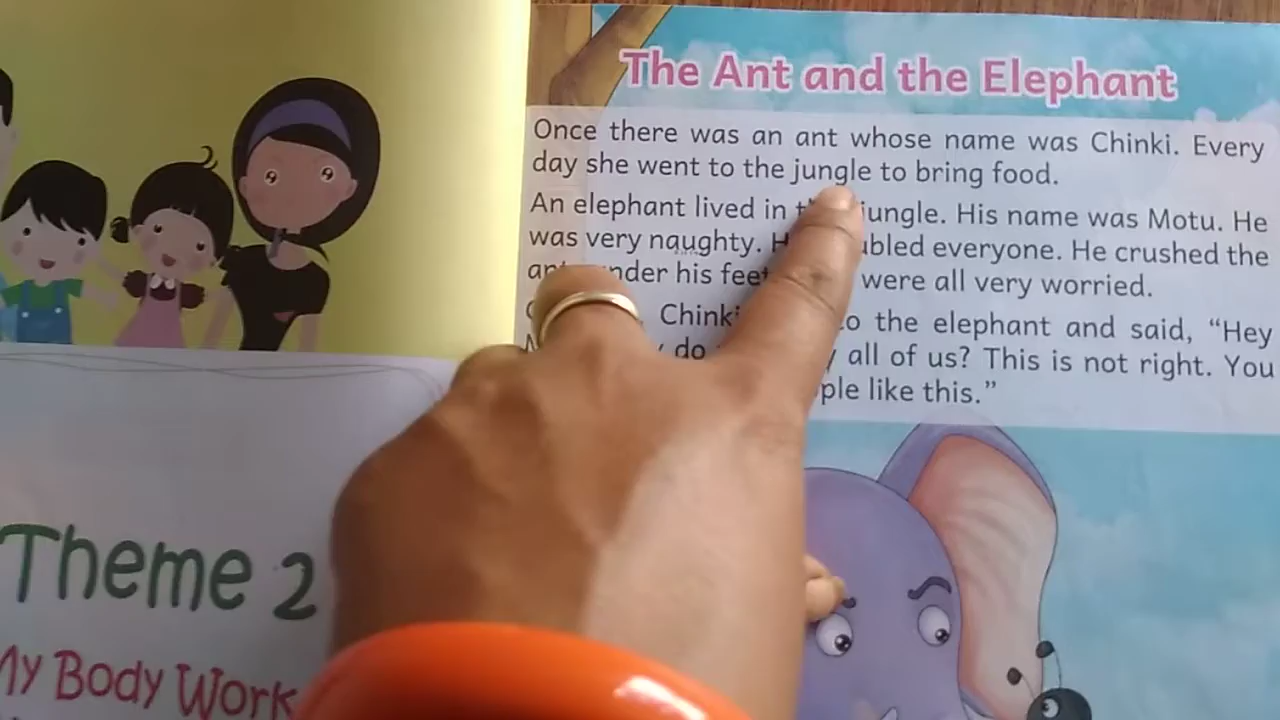 The Ant and the Elephant
Once there was an ant whose name was Chinki. Every
day she went to the jungle to bring food.
An elephant lived in jungle. His name was Motu. He
was very naughty. everyone. He crushed the
under his feet were all very worried.
Chinki to the elephant and said, “Hey
do all of us? This is not right. You
like this.”
Theme 2
My Body Work